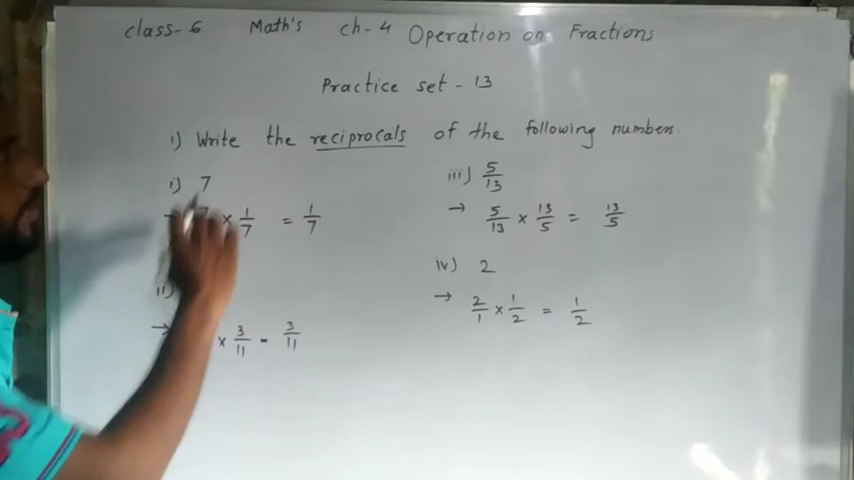 class-6 Math's ch-4 Operation on Fractions
Practice set - 13
1) Write the reciprocals of the following numbers.
i) 7
→ × 1/7 = 1/7
ii)
→ × 3/11 = 3/11
iii) 5/13
→ 5/13 × 13/5 = 13/5
iv) 2
→ 2/1 × 1/2 = 1/2